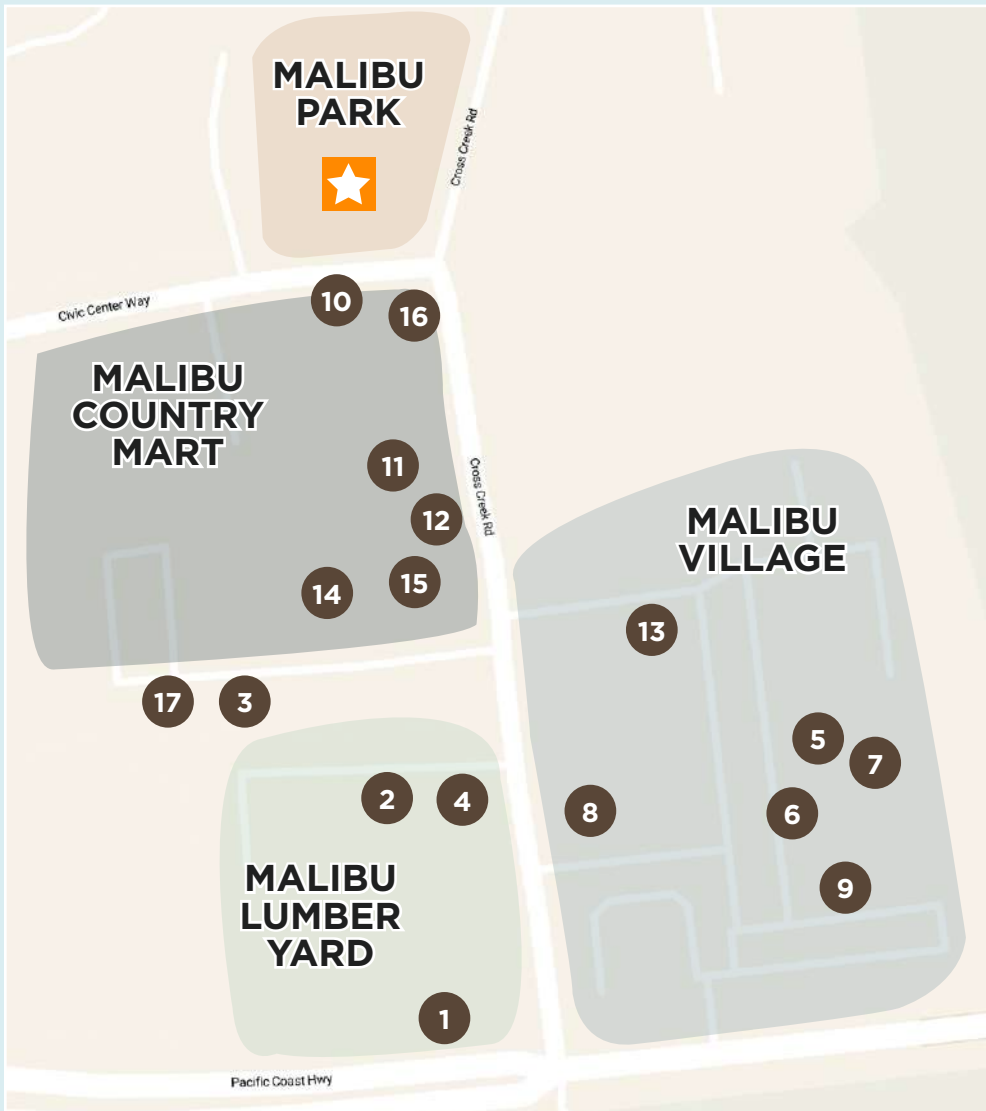 MALIBU
PARK
Cross Creek Rd
Civic Center Way
10
16
MALIBU
COUNTRY
MART
11
Cross Creek Rd
12
MALIBU
VILLAGE
14
15
13
17
3
5
7
2
4
8
6
MALIBU
LUMBER
YARD
9
1
Pacific Coast Hwy